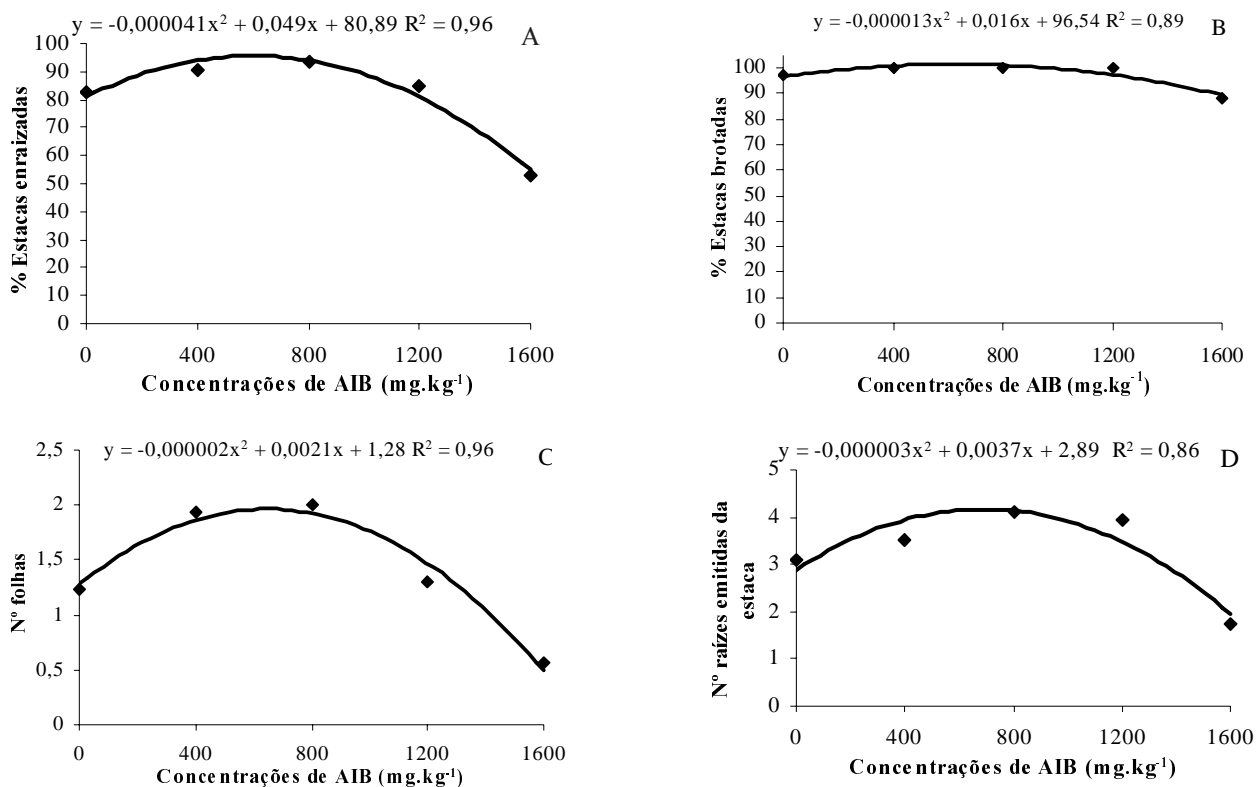 y = -0,000041x² + 0,049x + 80,89 R² = 0,96
A
100
90
80
70
60
50
40
30
20
10
0
% Estacas enraizadas
0 400 800 1200 1600
Concentrações de AIB (mg.kg⁻¹)
y = -0,000013x² + 0,016x + 96,54 R² = 0,89
B
100
90
80
70
60
50
40
30
20
10
0
% Estacas brotadas
0 400 800 1200 1600
Concentrações de AIB (mg.kg⁻¹)
y = -0,000002x² + 0,0021x + 1,28 R² = 0,96
C
2,5
2
1,5
1
0,5
0
Nº folhas
0 400 800 1200 1600
Concentrações de AIB (mg.kg⁻¹)
y = -0,000003x² + 0,0037x + 2,89 R² = 0,86
D
5
4
3
2
1
0
Nº raízes emitidas da
estaca
0 400 800 1200 1600
Concentrações de AIB (mg.kg⁻¹)